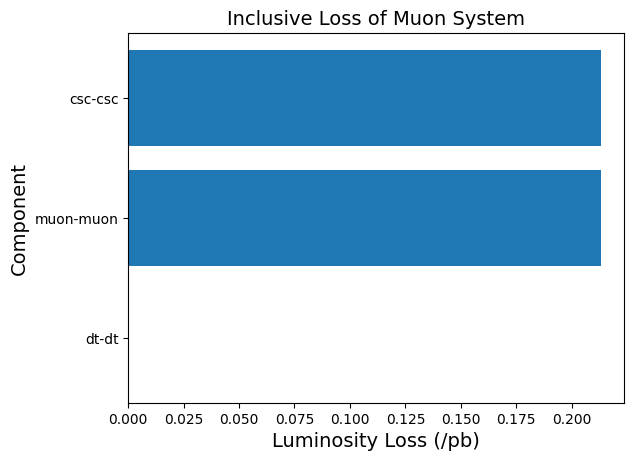 Inclusive Loss of Muon System
Component
csc-csc
muon-muon
dt-dt
0.000 0.025 0.050 0.075 0.100 0.125 0.150 0.175 0.200
Luminosity Loss (/pb)